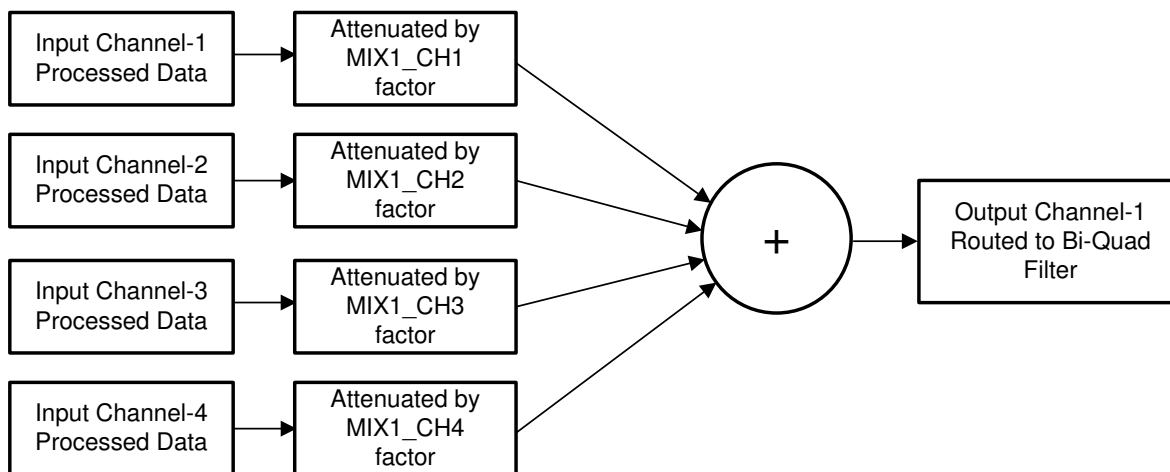 Input Channel-1
Processed Data
Attenuated by
MIX1_CH1
factor
Input Channel-2
Processed Data
Attenuated by
MIX1_CH2
factor
Input Channel-3
Processed Data
Attenuated by
MIX1_CH3
factor
Input Channel-4
Processed Data
Attenuated by
MIX1_CH4
factor
+
Output Channel-1
Routed to Bi-Quad
Filter